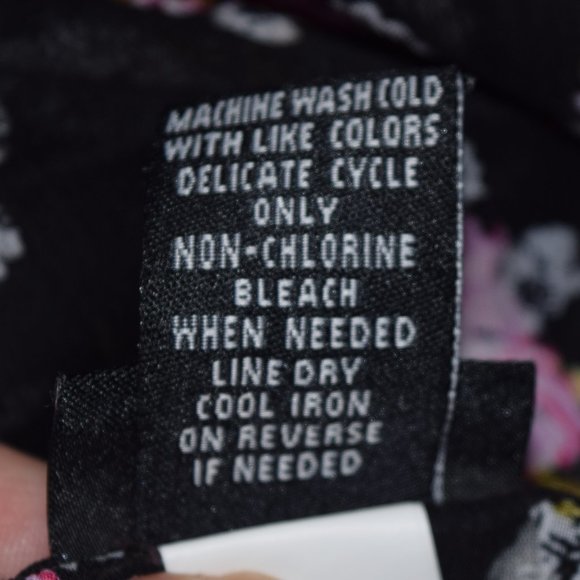 MACHINE WASH COLD
WITH LIKE COLORS
DELICATE CYCLE
ONLY
NON-CHLORINE
BLEACH
WHEN NEEDED
LINE DRY
COOL IRON
ON REVERSE
IF NEEDED